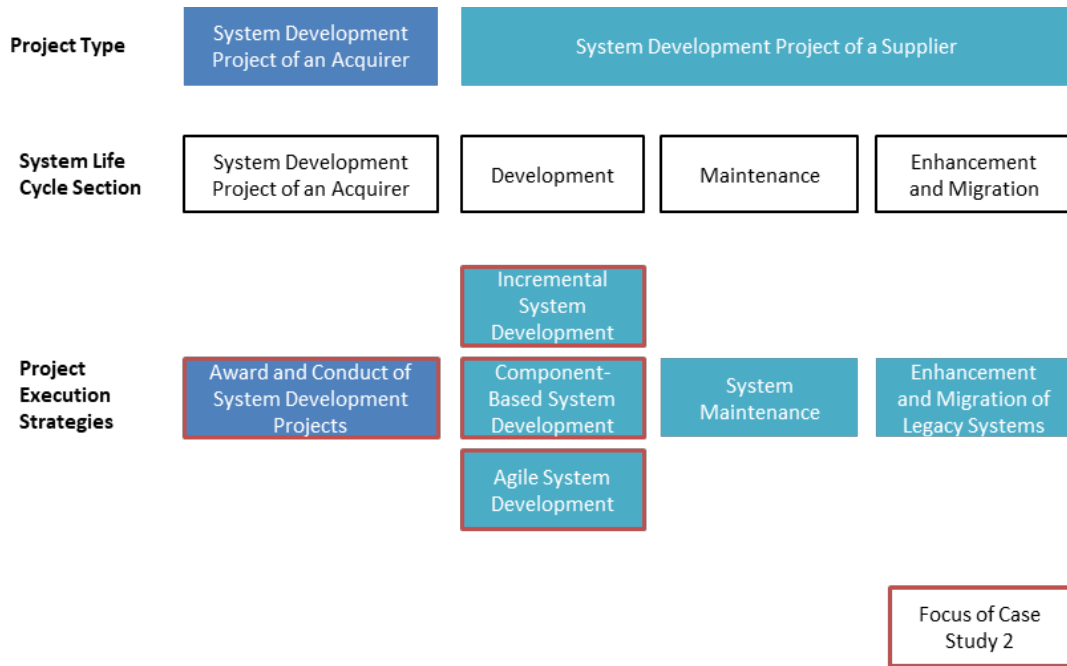 Project Type
System Development
Project of an Acquirer
System Development Project of a Supplier
System Life
Cycle Section
System Development
Project of an Acquirer
Development
Maintenance
Enhancement
and Migration
Incremental
System
Development
Project
Execution
Strategies
Award and Conduct of
System Development
Projects
Component-
Based System
Development
System
Maintenance
Enhancement
and Migration of
Legacy Systems
Agile System
Development
Focus of Case
Study 2